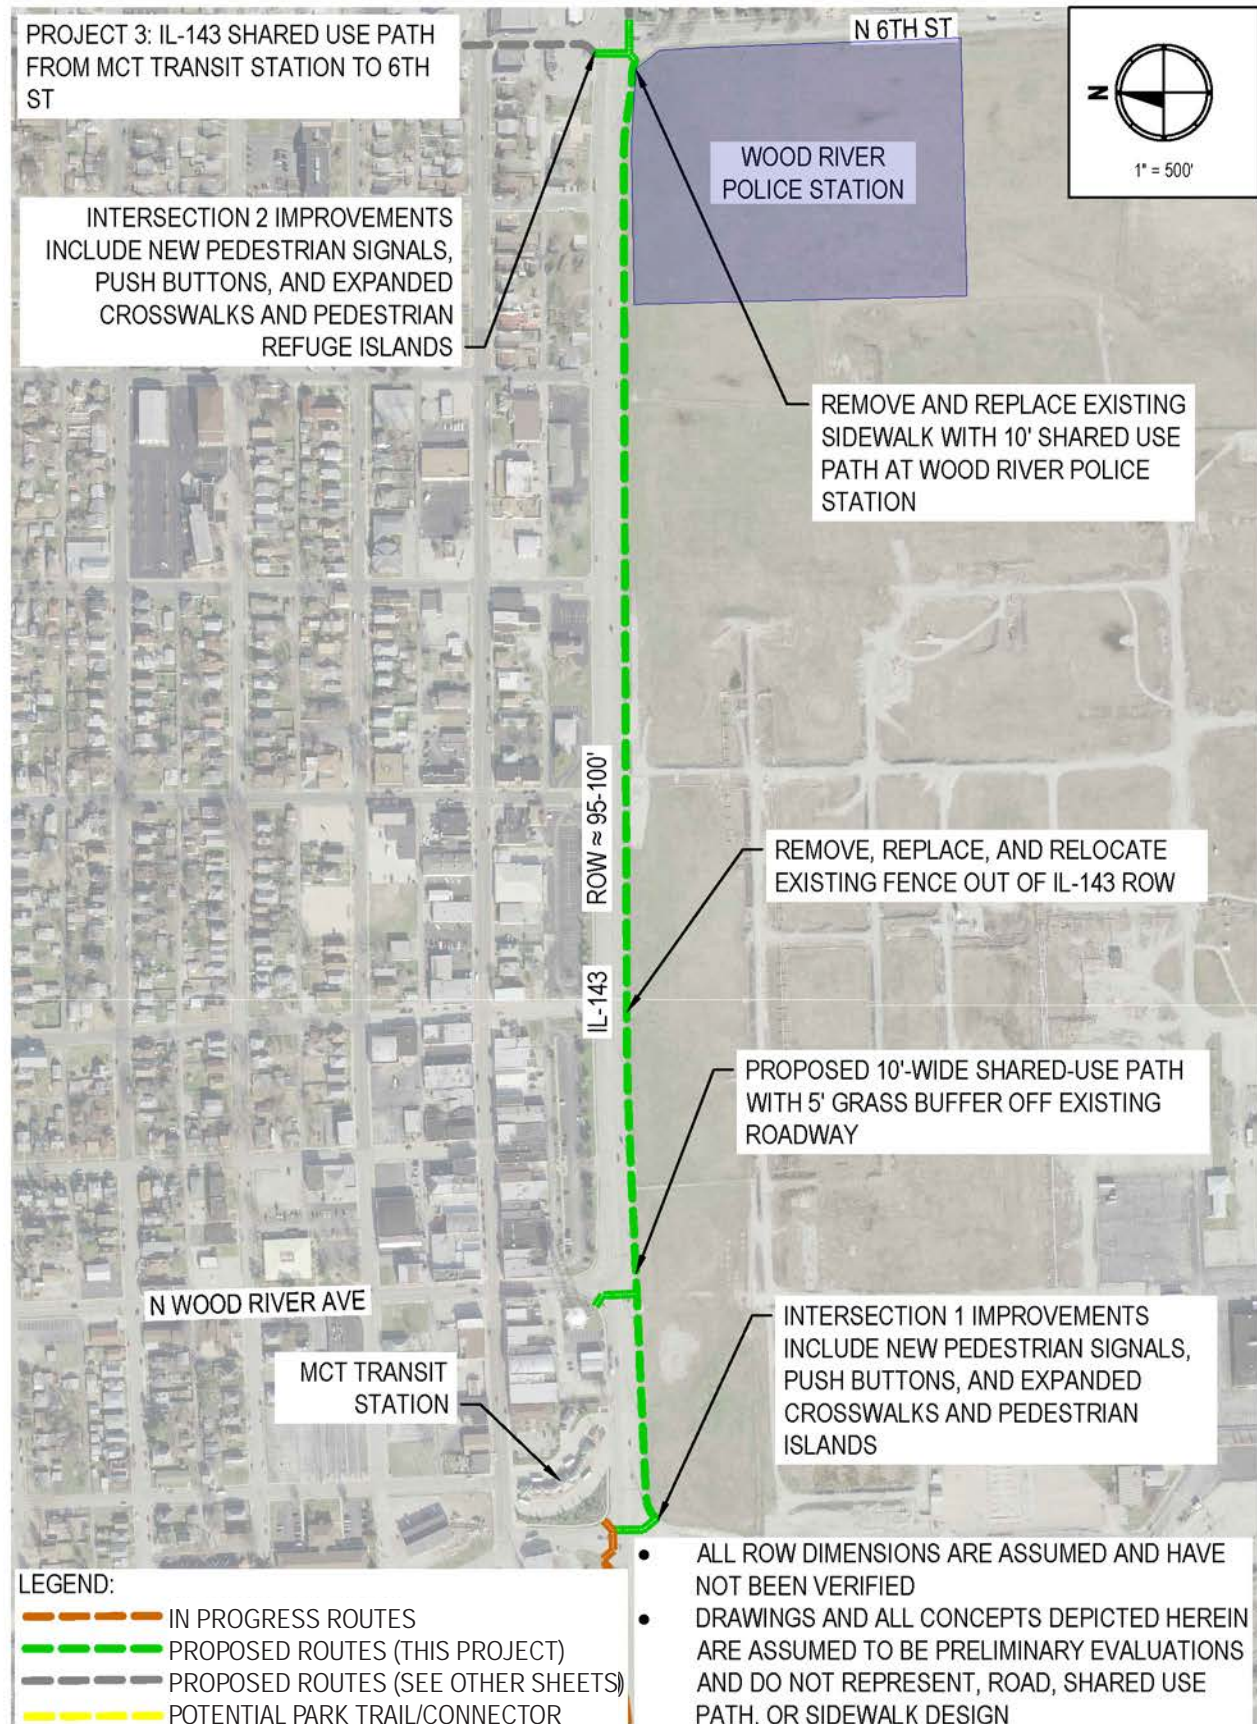 PROJECT 3: IL-143 SHARED USE PATH
FROM MCT TRANSIT STATION TO 6TH
ST
N 6TH ST
N
1" = 500'
WOOD RIVER
POLICE STATION
INTERSECTION 2 IMPROVEMENTS
INCLUDE NEW PEDESTRIAN SIGNALS,
PUSH BUTTONS, AND EXPANDED
CROSSWALKS AND PEDESTRIAN
REFUGE ISLANDS
REMOVE AND REPLACE EXISTING
SIDEWALK WITH 10' SHARED USE
PATH AT WOOD RIVER POLICE
STATION
ROW ≈ 95-100'
REMOVE, REPLACE, AND RELOCATE
EXISTING FENCE OUT OF IL-143 ROW
IL-143
PROPOSED 10'-WIDE SHARED-USE PATH
WITH 5' GRASS BUFFER OFF EXISTING
ROADWAY
N WOOD RIVER AVE
INTERSECTION 1 IMPROVEMENTS
INCLUDE NEW PEDESTRIAN SIGNALS,
PUSH BUTTONS, AND EXPANDED
CROSSWALKS AND PEDESTRIAN
ISLANDS
MCT TRANSIT
STATION
LEGEND:
IN PROGRESS ROUTES
PROPOSED ROUTES (THIS PROJECT)
PROPOSED ROUTES (SEE OTHER SHEETS)
POTENTIAL PARK TRAIL/CONNECTOR
• ALL ROW DIMENSIONS ARE ASSUMED AND HAVE
NOT BEEN VERIFIED
• DRAWINGS AND ALL CONCEPTS DEPICTED HEREIN
ARE ASSUMED TO BE PRELIMINARY EVALUATIONS
AND DO NOT REPRESENT, ROAD, SHARED USE
PATH, OR SIDEWALK DESIGN